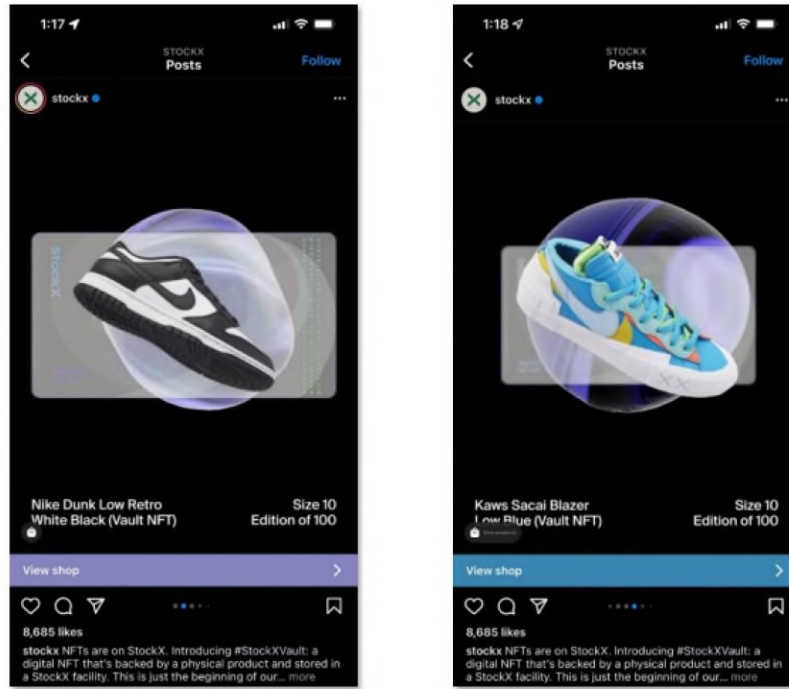 1:17
STOCKX
Posts
Follow
stockx
StockX
Nike Dunk Low Retro
White Black (Vault NFT)
Size 10
Edition of 100
View shop
8,685 likes
stockx NFTs are on StockX. Introducing #StockXVault: a
digital NFT that's backed by a physical product and stored in
a StockX facility. This is just the beginning of our... more
1:18
STOCKX
Posts
Follow
stockx
XX
Kaws Sacai Blazer
Low Blue (Vault NFT)
Size 10
Edition of 100
View shop
8,685 likes
stockx NFTs are on StockX. Introducing #StockXVault: a
digital NFT that's backed by a physical product and stored in
a StockX facility. This is just the beginning of our... more